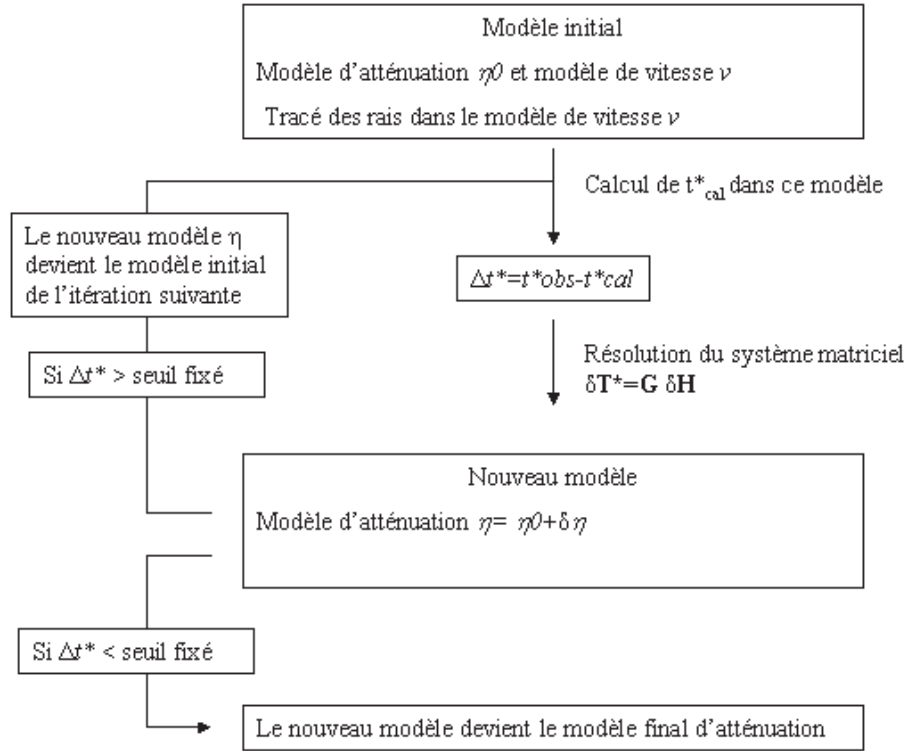 Modèle initial
Modèle d'atténuation η0 et modèle de vitesse v
Tracé des rais dans le modèle de vitesse v
Calcul de t*cal dans ce modèle
Le nouveau modèle η
devient le modèle initial
de l'itération suivante
Δt*=t*obs-t*cal
Si Δt* > seuil fixé
Résolution du système matriciel
δT*=G δH
Nouveau modèle
Modèle d'atténuation η= η0+δη
Si Δt* < seuil fixé
Le nouveau modèle devient le modèle final d'atténuation